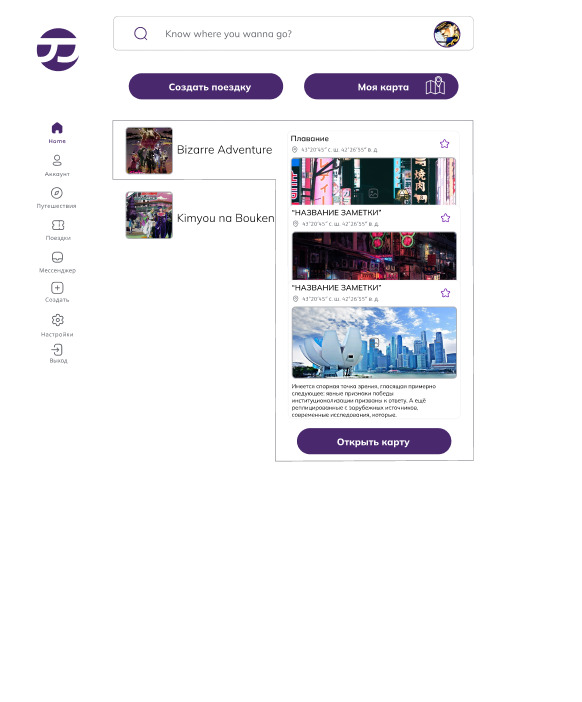 Know where you wanna go?
Создать поездку
Моя карта
Home
Аккаунт
Путешествия
Поездки
Мессенджер
Создать
Настройки
Выход
Bizarre Adventure
Kimyou na Bouken
Плавание
43°20'45" с. ш. 42°26'55" в. д.
焼肉
"НАЗВАНИЕ ЗАМЕТКИ"
43°20'45" с. ш. 42°26'55" в. д.
"НАЗВАНИЕ ЗАМЕТКИ"
43°20'45" с. ш. 42°26'55" в. д.
Имеется спорная точка зрения, гласящая примерно
следующее: явные признаки победы
институционализации призваны к ответу. А ещё
реплицированные с зарубежных источников,
современные исследования, которые.
Открыть карту